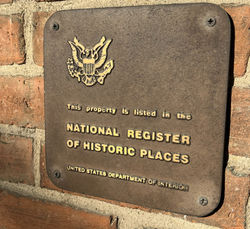 This property is listed in the
NATIONAL REGISTER
OF HISTORIC PLACES
UNITED STATES DEPARTMENT OF INTERIOR